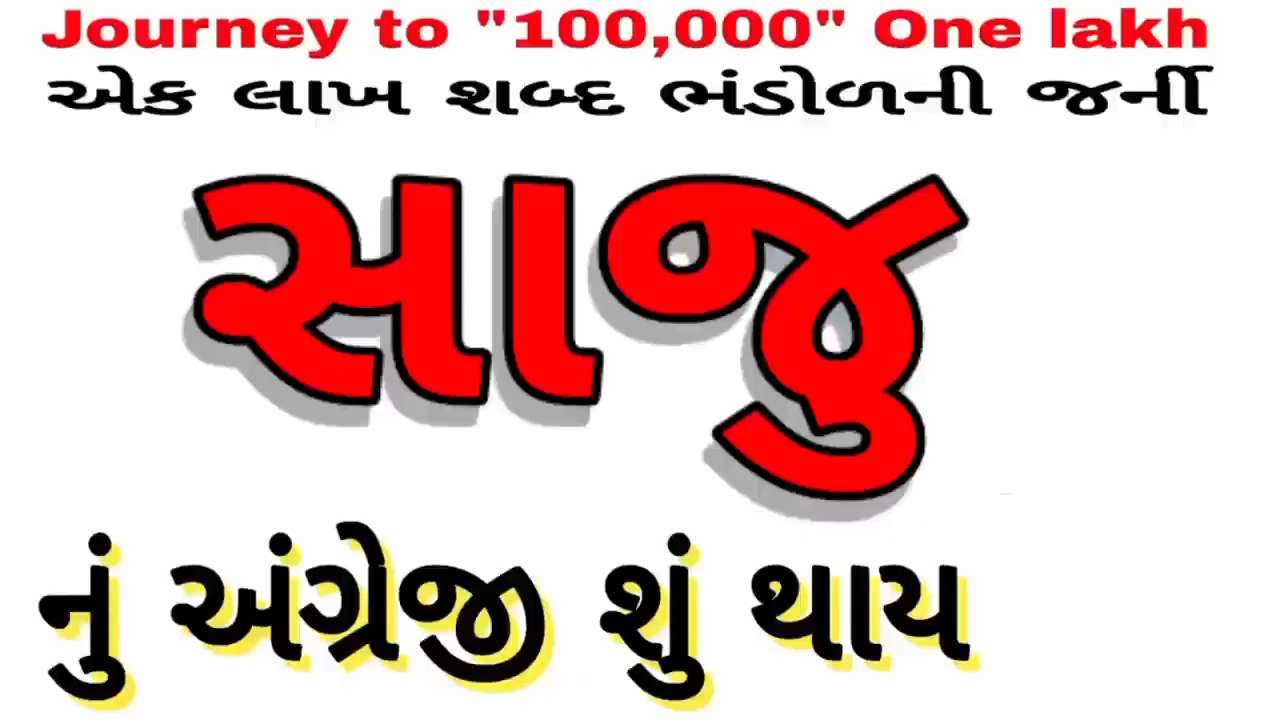 Journey to "100,000" One lakh
એક લાખ શબ્દ ભંડોળની જર્ની
સાજુ
નું અંગ્રેજી શું થાય